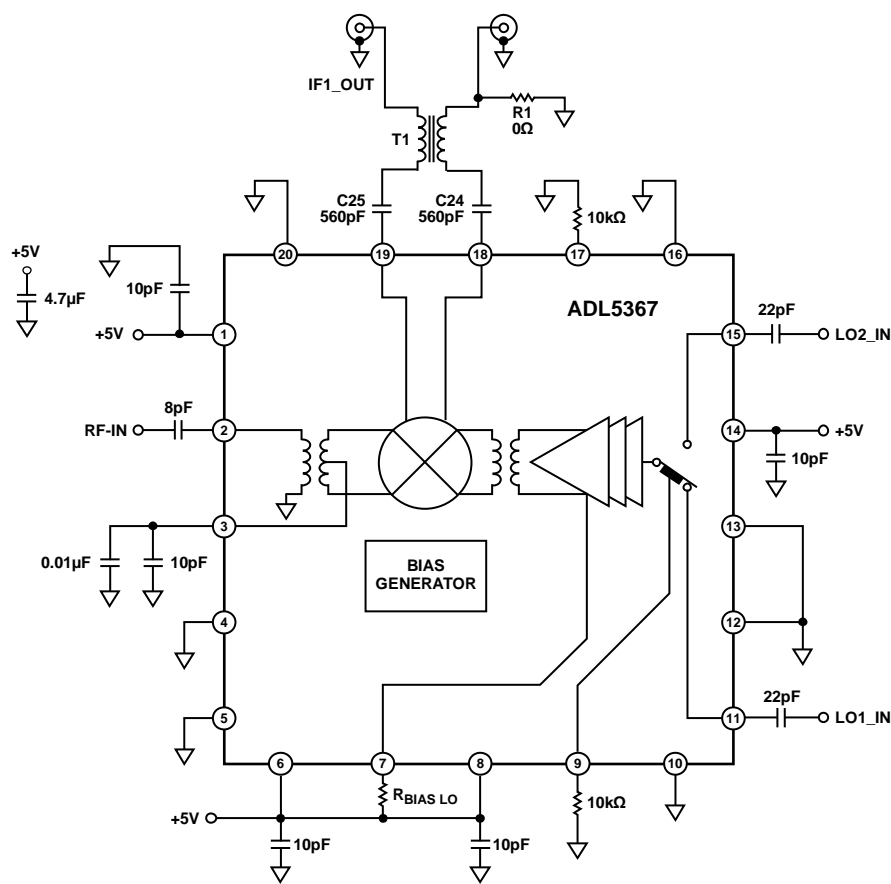 IF1_OUT
R1
0Ω
T1
C25
560pF
C24
560pF
10kΩ
20
19
18
17
16
+5V
4.7µF
10pF
+5V
1
ADL5367
22pF
15
LO2_IN
8pF
RF-IN
2
14
+5V
10pF
3
13
0.01µF
10pF
BIAS
GENERATOR
4
12
5
22pF
11
LO1_IN
6
7
8
9
10
RBIAS LO
10kΩ
+5V
10pF
10pF